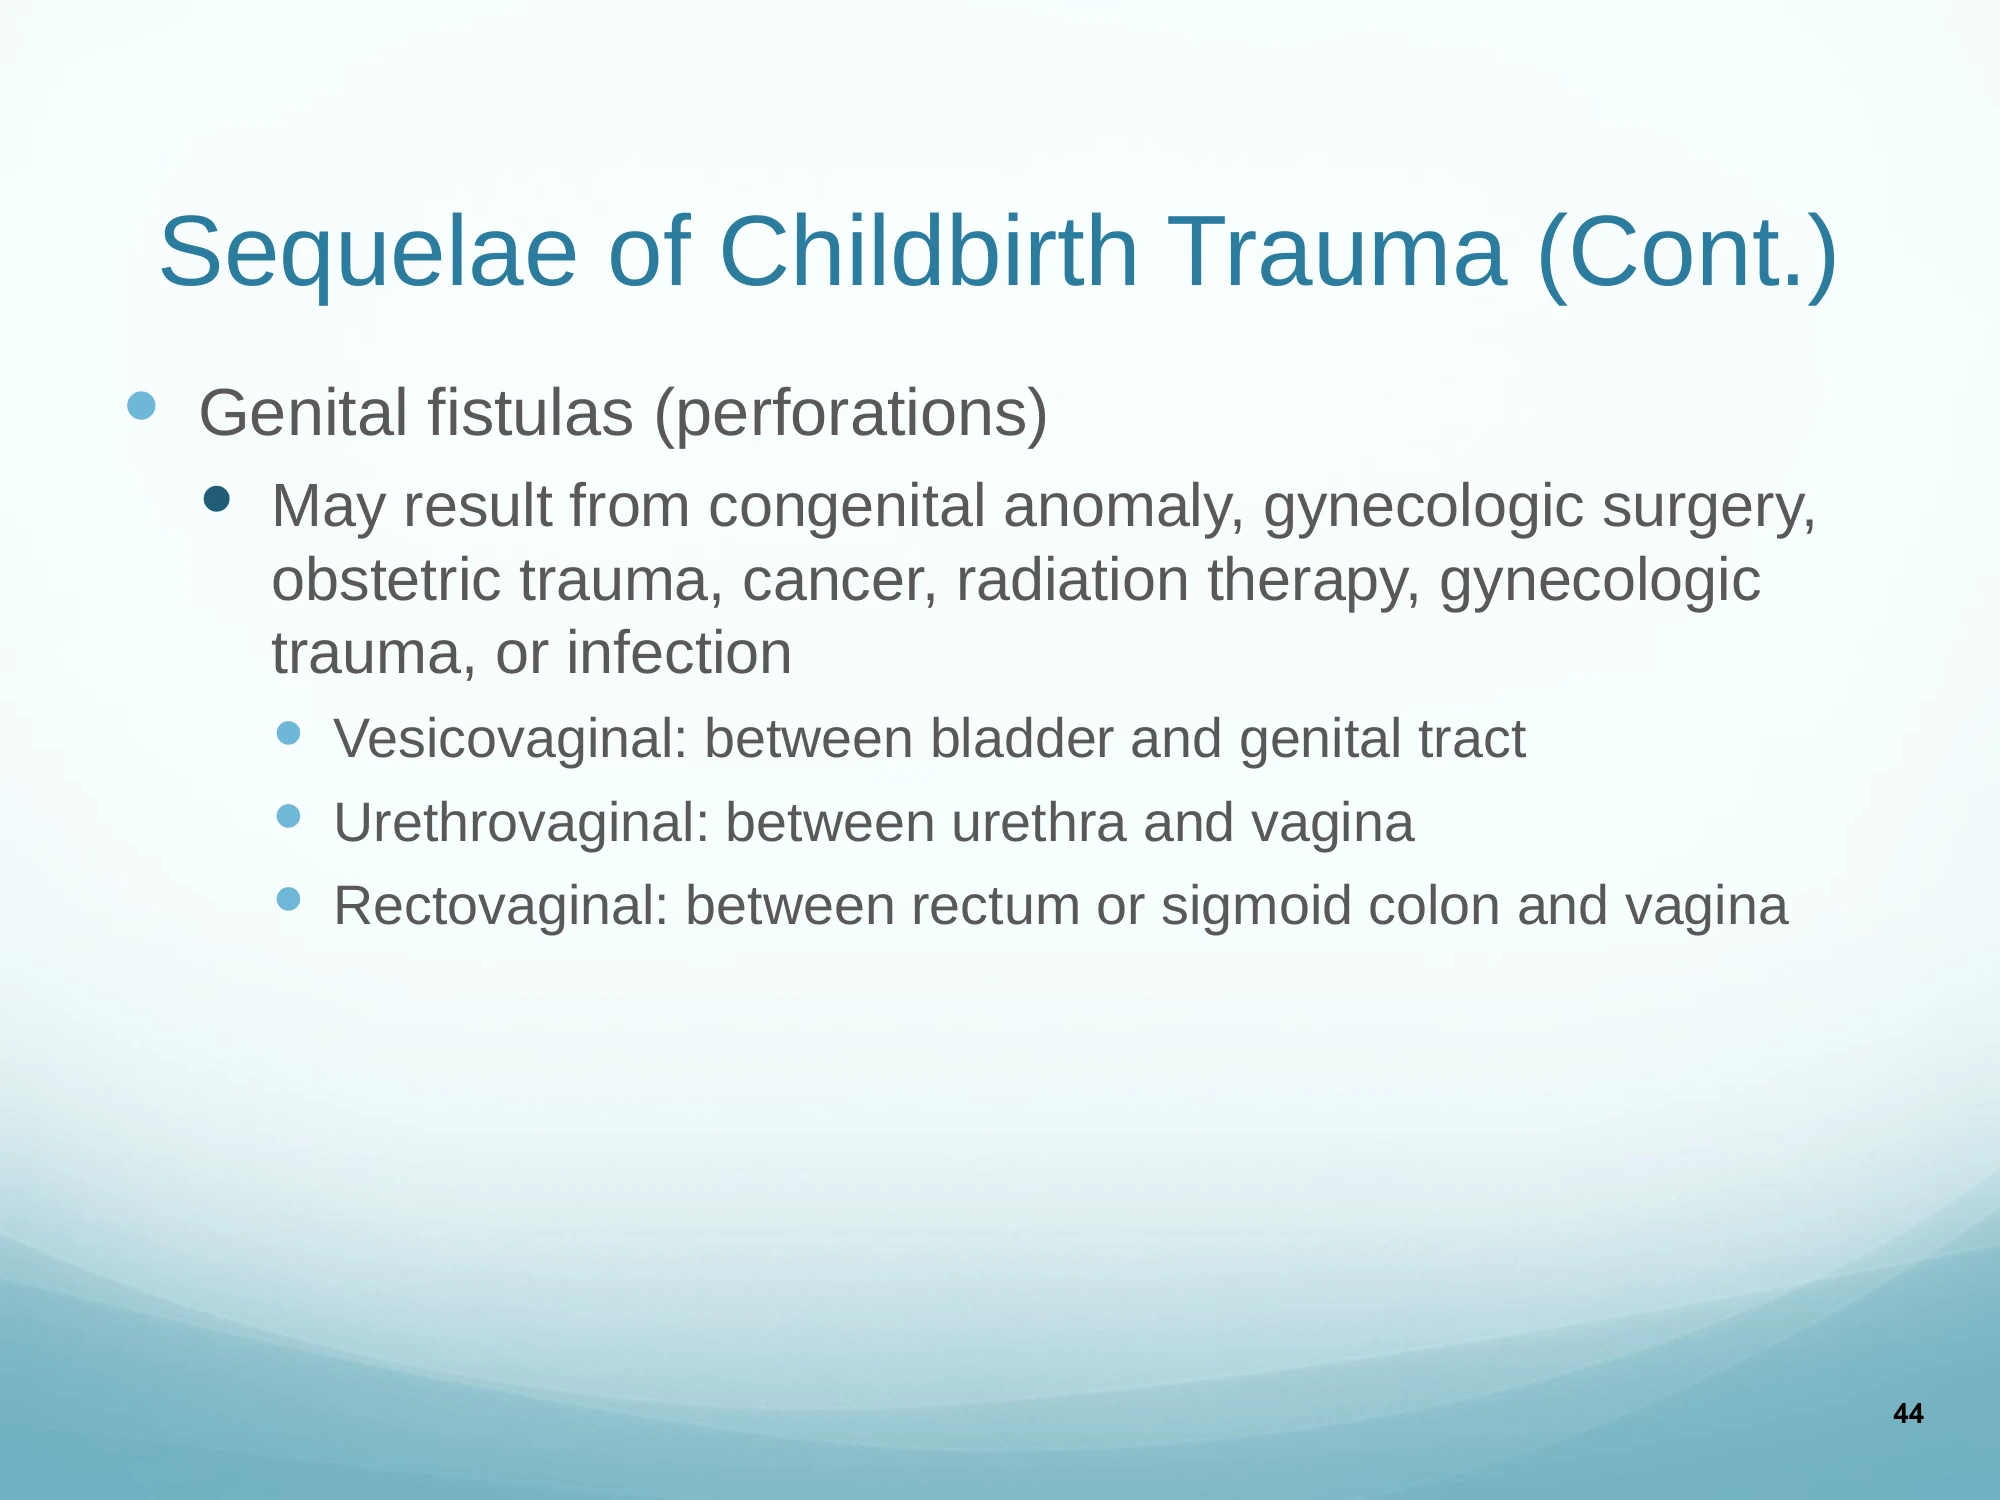 Sequelae of Childbirth Trauma (Cont.)
Genital fistulas (perforations)
May result from congenital anomaly, gynecologic surgery,
obstetric trauma, cancer, radiation therapy, gynecologic
trauma, or infection
Vesicovaginal: between bladder and genital tract
Urethrovaginal: between urethra and vagina
Rectovaginal: between rectum or sigmoid colon and vagina
44